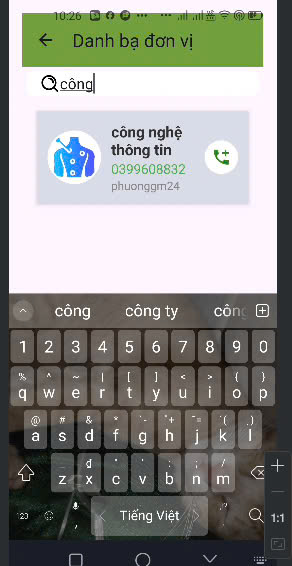 10:26
Danh bạ đơn vị
công
công nghệ
thông tin
0399608832
phuonggm24
công công ty công
1 2 3 4 5 6 7 8 9 0
% ^ ~ | [ ] < > { }
q w e r t y u i o p
@ # & *
a s d f g h j k l
z x c v b n m
123 Tiếng Việt
1:1